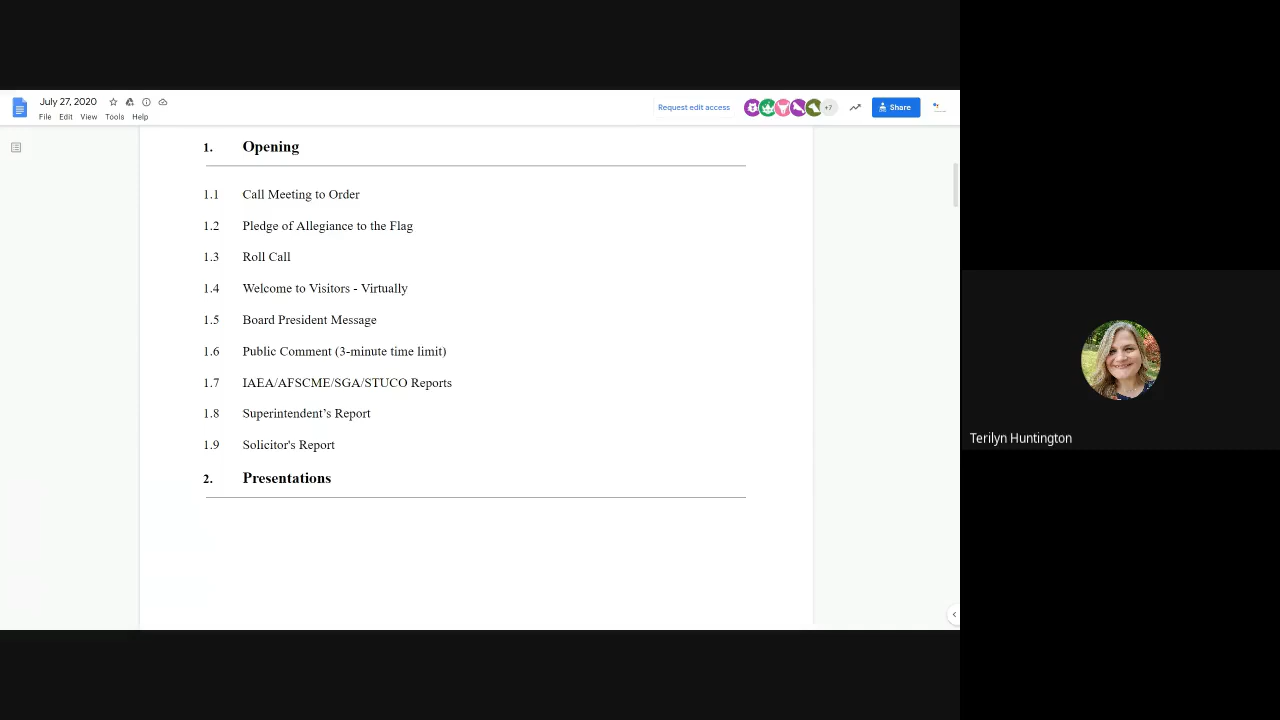 July 27, 2020
File Edit View Tools Help
Request edit access
+7
Share
1. Opening
1.1 Call Meeting to Order
1.2 Pledge of Allegiance to the Flag
1.3 Roll Call
1.4 Welcome to Visitors - Virtually
1.5 Board President Message
1.6 Public Comment (3-minute time limit)
1.7 IAEA/AFSCME/SGA/STUCO Reports
1.8 Superintendent’s Report
1.9 Solicitor's Report
2. Presentations
Terilyn Huntington